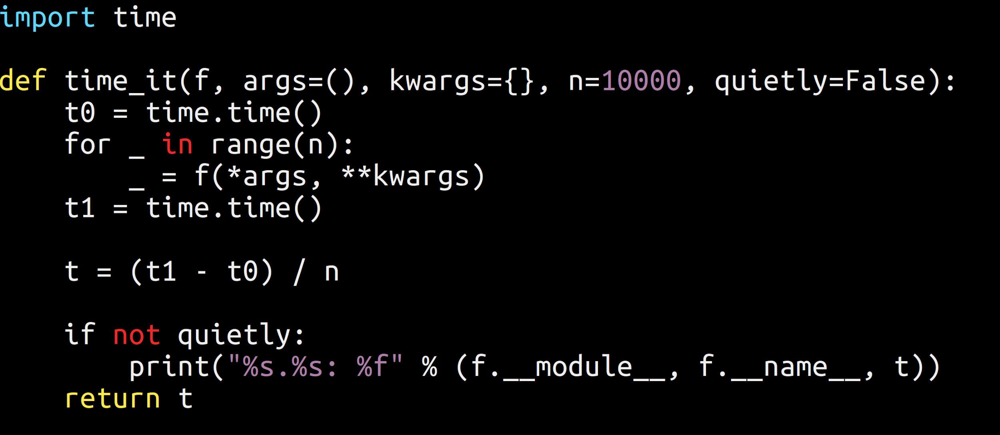 import time
def time_it(f, args=(), kwargs={}, n=10000, quietly=False):
    t0 = time.time()
    for _ in range(n):
        _ = f(*args, **kwargs)
    t1 = time.time()
    t = (t1 - t0) / n
    if not quietly:
        print("%s.%s: %f" % (f.__module__, f.__name__, t))
    return t